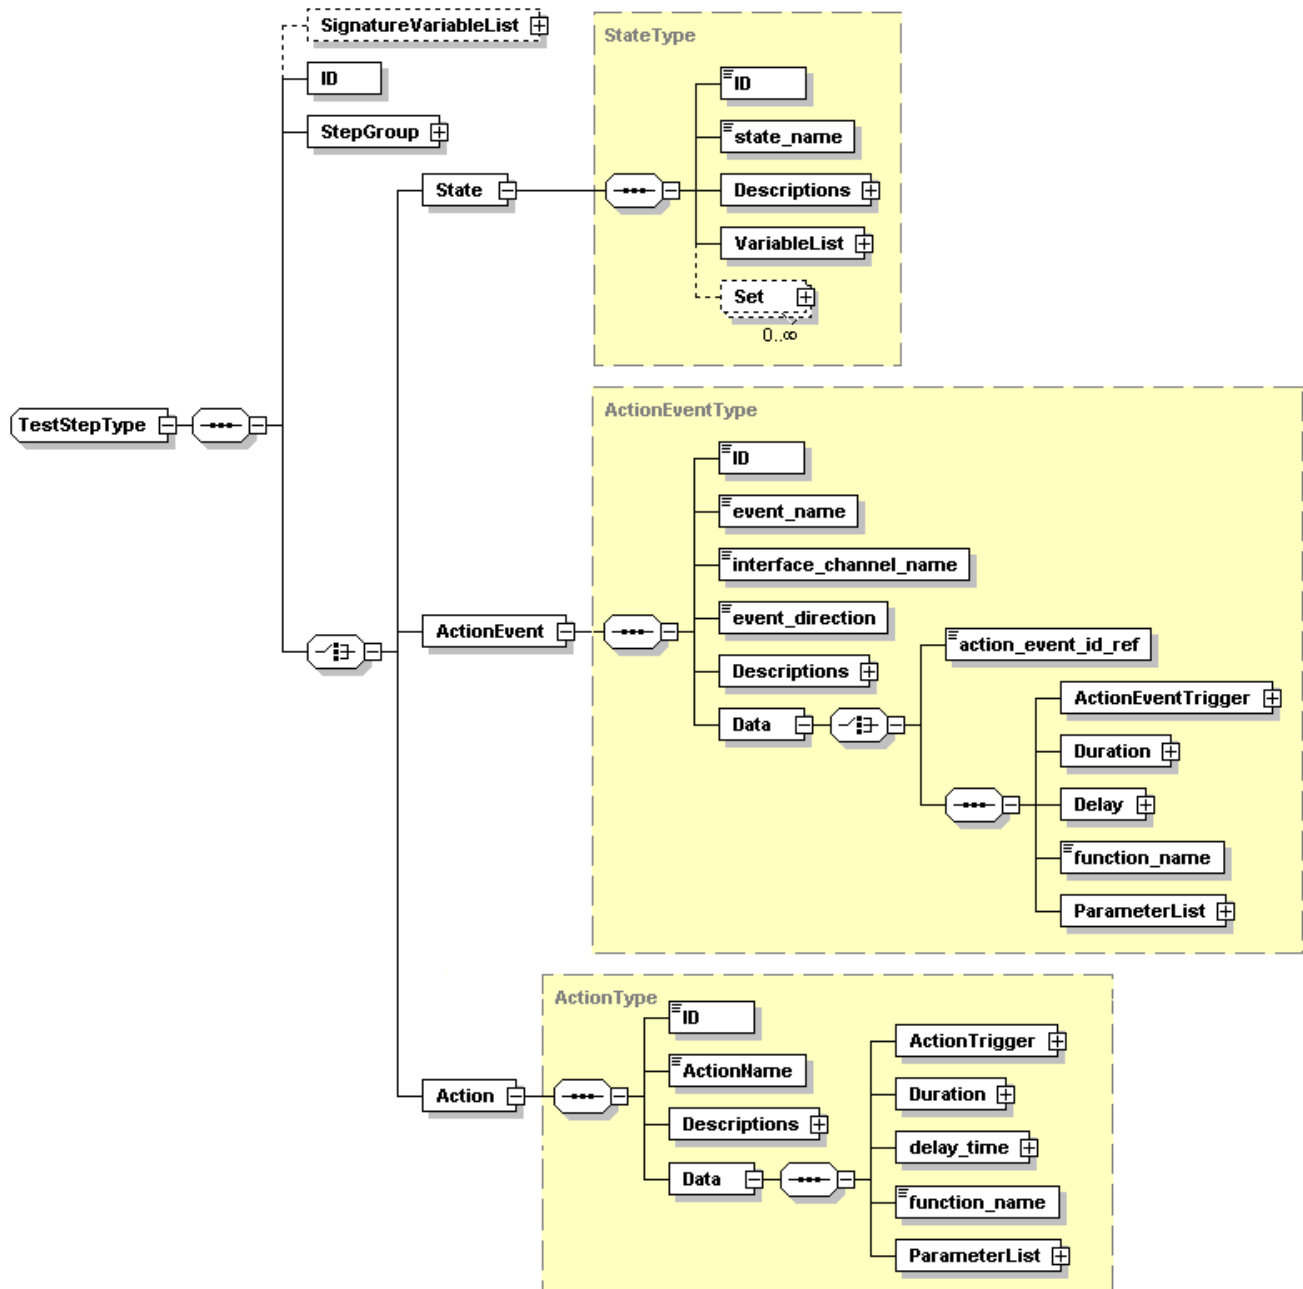 SignatureVariableList
ID
StepGroup
State
StateType
ID
state_name
Descriptions
VariableList
Set
0..∞
TestStepType
ActionEvent
ActionEventType
ID
event_name
interface_channel_name
event_direction
Descriptions
Data
action_event_id_ref
ActionEventTrigger
Duration
Delay
function_name
ParameterList
Action
ActionType
ID
ActionName
Descriptions
Data
ActionTrigger
Duration
delay_time
function_name
ParameterList